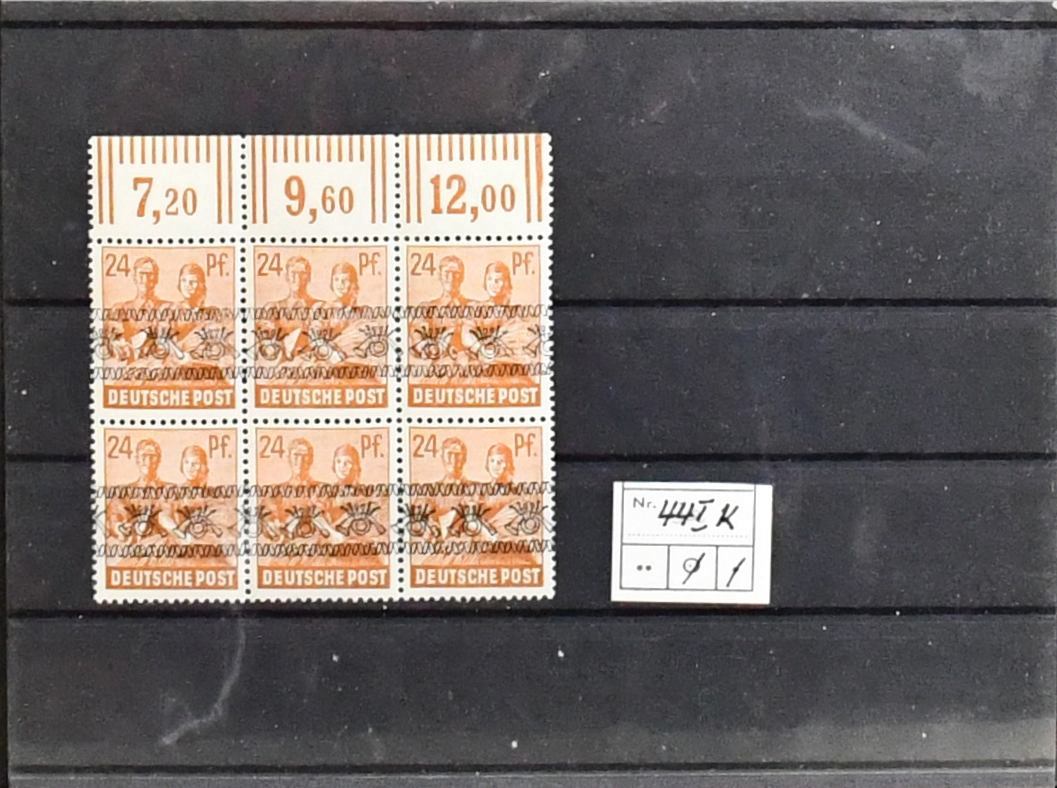 7,20 9,60 12,00
24 Pf. 24 Pf. 24 Pf.
DEUTSCHE POST DEUTSCHE POST DEUTSCHE POST
24 Pf. 24 Pf. 24 Pf.
DEUTSCHE POST DEUTSCHE POST DEUTSCHE POST
Nr. 44 I K